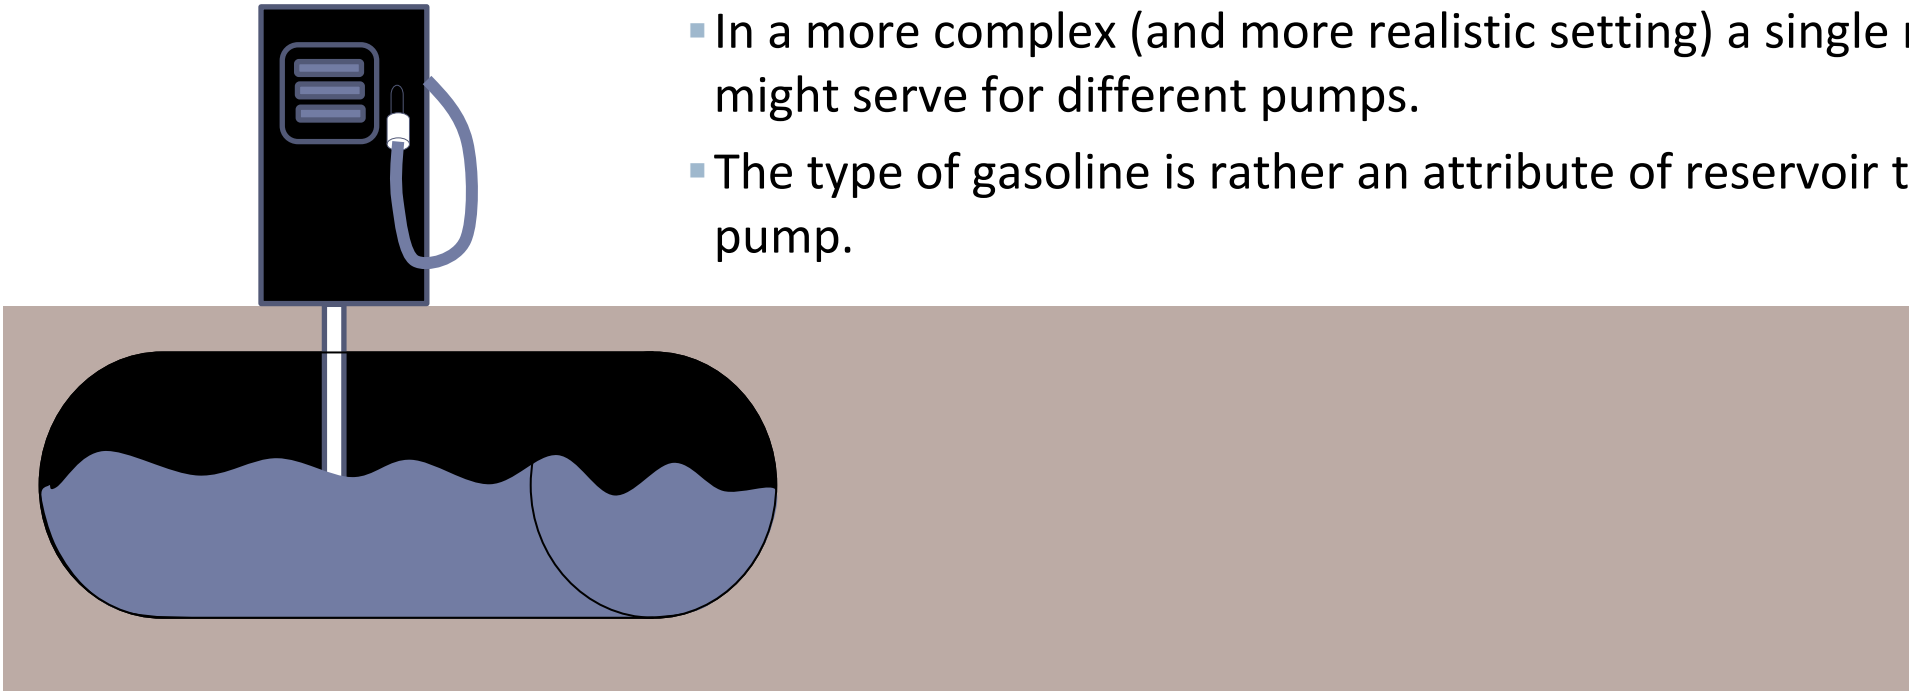 In a more complex (and more realistic setting) a single
might serve for different pumps.
The type of gasoline is rather an attribute of reservoir
pump.